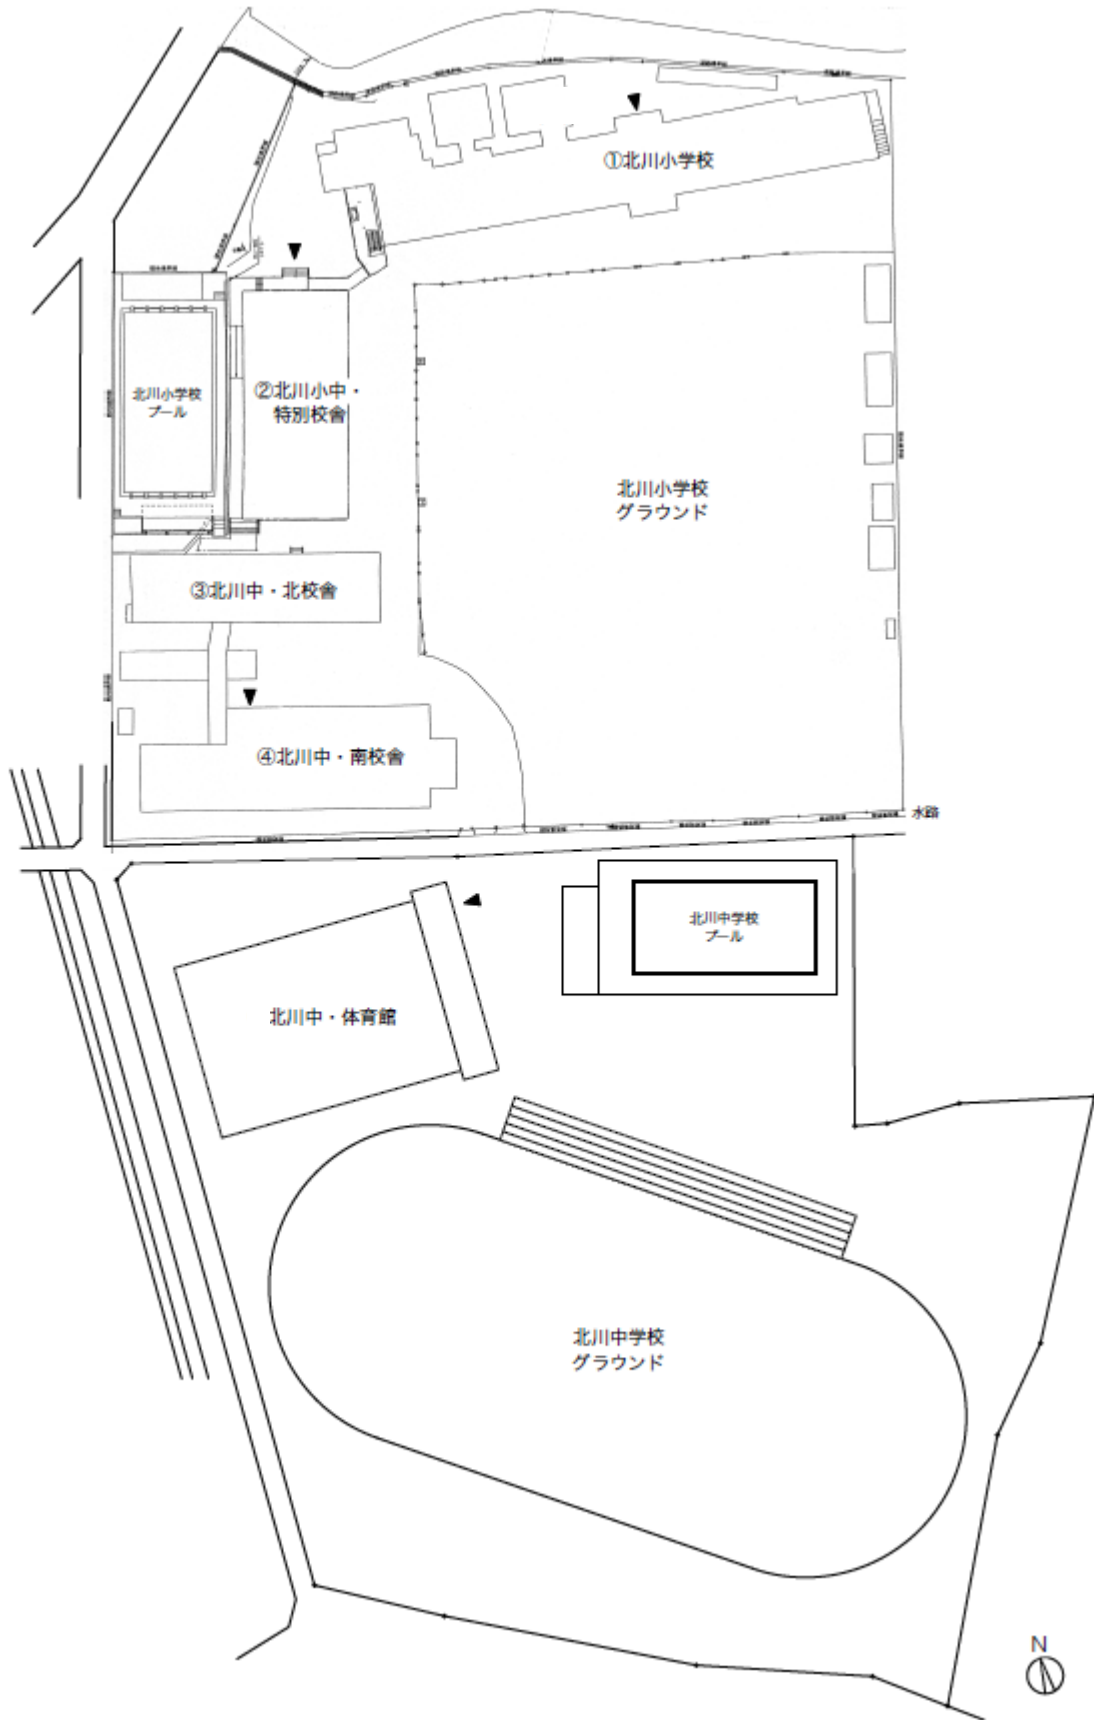 ①北川小学校
北川小学校
プール
②北川小中・
特別校舎
北川小学校
グラウンド
③北川中・北校舎
④北川中・南校舎
水路
北川中学校
プール
北川中・体育館
北川中学校
グラウンド
N